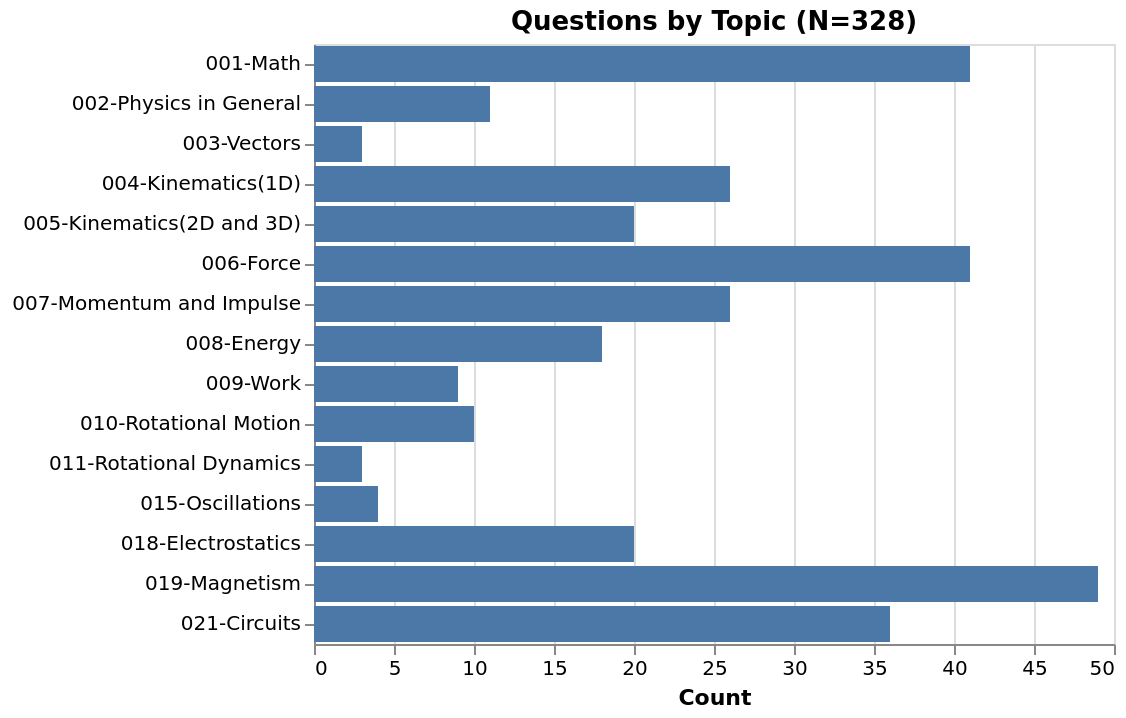 Questions by Topic (N=328)
001-Math
002-Physics in General
003-Vectors
004-Kinematics(1D)
005-Kinematics(2D and 3D)
006-Force
007-Momentum and Impulse
008-Energy
009-Work
010-Rotational Motion
011-Rotational Dynamics
015-Oscillations
018-Electrostatics
019-Magnetism
021-Circuits
0 5 10 15 20 25 30 35 40 45 50
Count